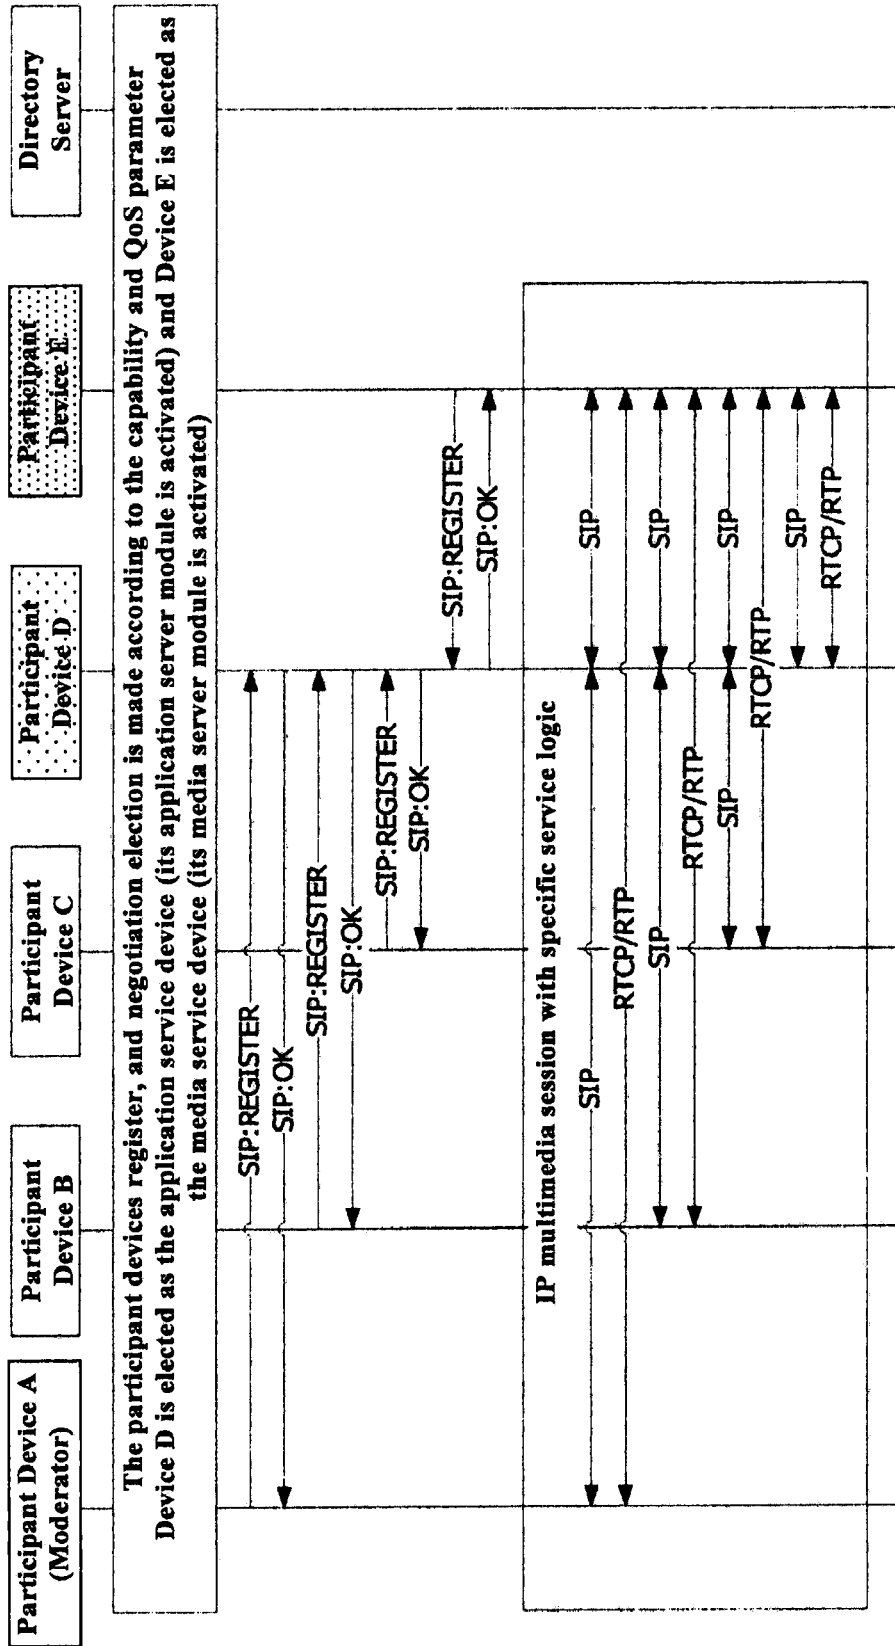 Participant Device A
(Moderator)
Participant
Device B
Participant
Device C
Participant
Device D
Participant
Device E
Directory
Server
The participant devices register, and negotiation election is made according to the capability and QoS parameter
Device D is elected as the application service device (its application server module is activated) and Device E is elected as
the media service device (its media server module is activated)
SIP:REGISTER
SIP:OK
SIP:REGISTER
SIP:OK
SIP:REGISTER
SIP:OK
SIP:REGISTER
SIP:OK
IP multimedia session with specific service logic
SIP
SIP
RTCP/RTP
SIP
SIP
RTCP/RTP
SIP
SIP
RTCP/RTP
SIP
RTCP/RTP